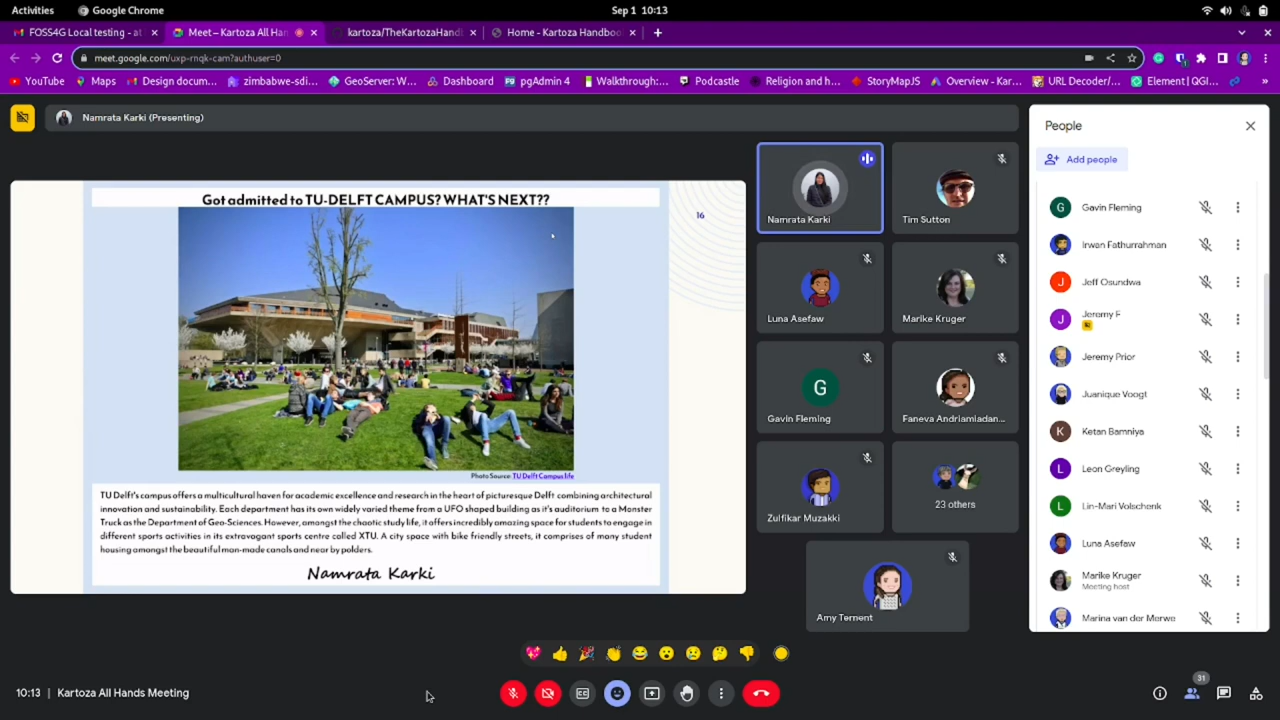 Activities
Google Chrome
Sep 1 10:13
FOSS4G Local testing - at
Meet – Kartoza All Han
kartoza/TheKartozaHandl
Home - Kartoza Handboo
meet.google.com/uxp-rnqk-cam?authuser=0
YouTube
Maps
Design docum...
zimbabwe-sdi...
GeoServer: W...
Dashboard
pgAdmin 4
Walkthrough:...
Podcastle
Religion and h...
StoryMapJS
Overview - Kar...
URL Decoder/...
Element | QGI...
Namrata Karki (Presenting)
Got admitted to TU-DELFT CAMPUS? WHAT'S NEXT??
16
Photo Source: TU Delft Campus life
TU Delft's campus offers a multicultural haven for academic excellence and research in the heart of picturesque Delft combining architectural
innovation and sustainability. Each department has its own widely varied theme from a UFO shaped building as it's auditorium to a Monster
Truck as the Department of Geo-Sciences. However, amongst the chaotic study life, it offers incredibly amazing space for students to engage in
different sports activities in its extravagant sports centre called XTU. A city space with bike friendly streets, it comprises of many student
housing amongst the beautiful man-made canals and near by polders.
Namrata Karki
Namrata Karki
Tim Sutton
Luna Asefaw
Marike Kruger
G
Gavin Fleming
Faneva Andriamiadan...
Zulfikar Muzakki
23 others
Amy Ternent
People
Add people
G
Gavin Fleming
Irwan Fathurrahman
J
Jeff Osundwa
J
Jeremy F
Jeremy Prior
Juanique Voogt
K
Ketan Bamniya
L
Leon Greyling
L
Lin-Mari Volschenk
Luna Asefaw
Marike Kruger
Meeting host
Marina van der Merwe
10:13
Kartoza All Hands Meeting
31